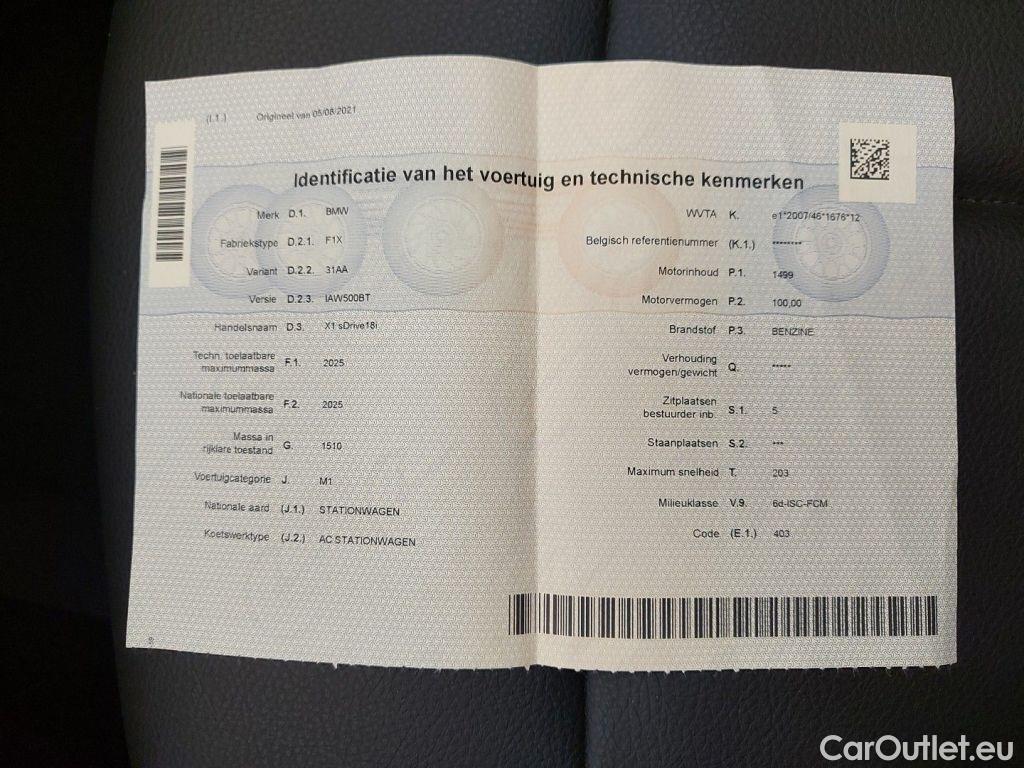 (I.1.) Origineel van 05/08/2021
Identificatie van het voertuig en technische kenmerken
Merk D.1. BMW
Fabriekstype D.2.1. F1X
Variant D.2.2. 31AA
Versie D.2.3. IAW500BT
Handelsnaam D.3. X1 sDrive18i
Techn. toelaatbare
maximummassa F.1. 2025
Nationale toelaatbare
maximummassa F.2. 2025
Massa in
rijklare toestand G. 1510
Voertuigcategorie J. M1
Nationale aard (J.1.) STATIONWAGEN
Koetswerktype (J.2.) AC STATIONWAGEN
WVTA K. e1*2007/46*1676*12
Belgisch referentienummer (K.1.) ********
Motorinhoud P.1. 1499
Motorvermogen P.2. 100,00
Brandstof P.3. BENZINE
Verhouding
vermogen/gewicht Q. *****
Zitplaatsen
bestuurder inb. S.1. 5
Staanplaatsen S.2. ***
Maximum snelheid T. 203
Milieuklasse V.9. 6d-ISC-FCM
Code (E.1.) 403
CarOutlet.eu